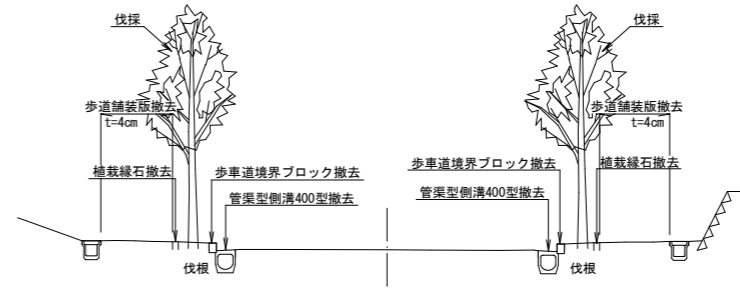 伐採
伐採
歩道舗装版撤去
t=4cm
歩道舗装版撤去
t=4cm
植栽縁石撤去
歩車道境界ブロック撤去
歩車道境界ブロック撤去
植栽縁石撤去
管渠型側溝400型撤去
管渠型側溝400型撤去
伐根
伐根